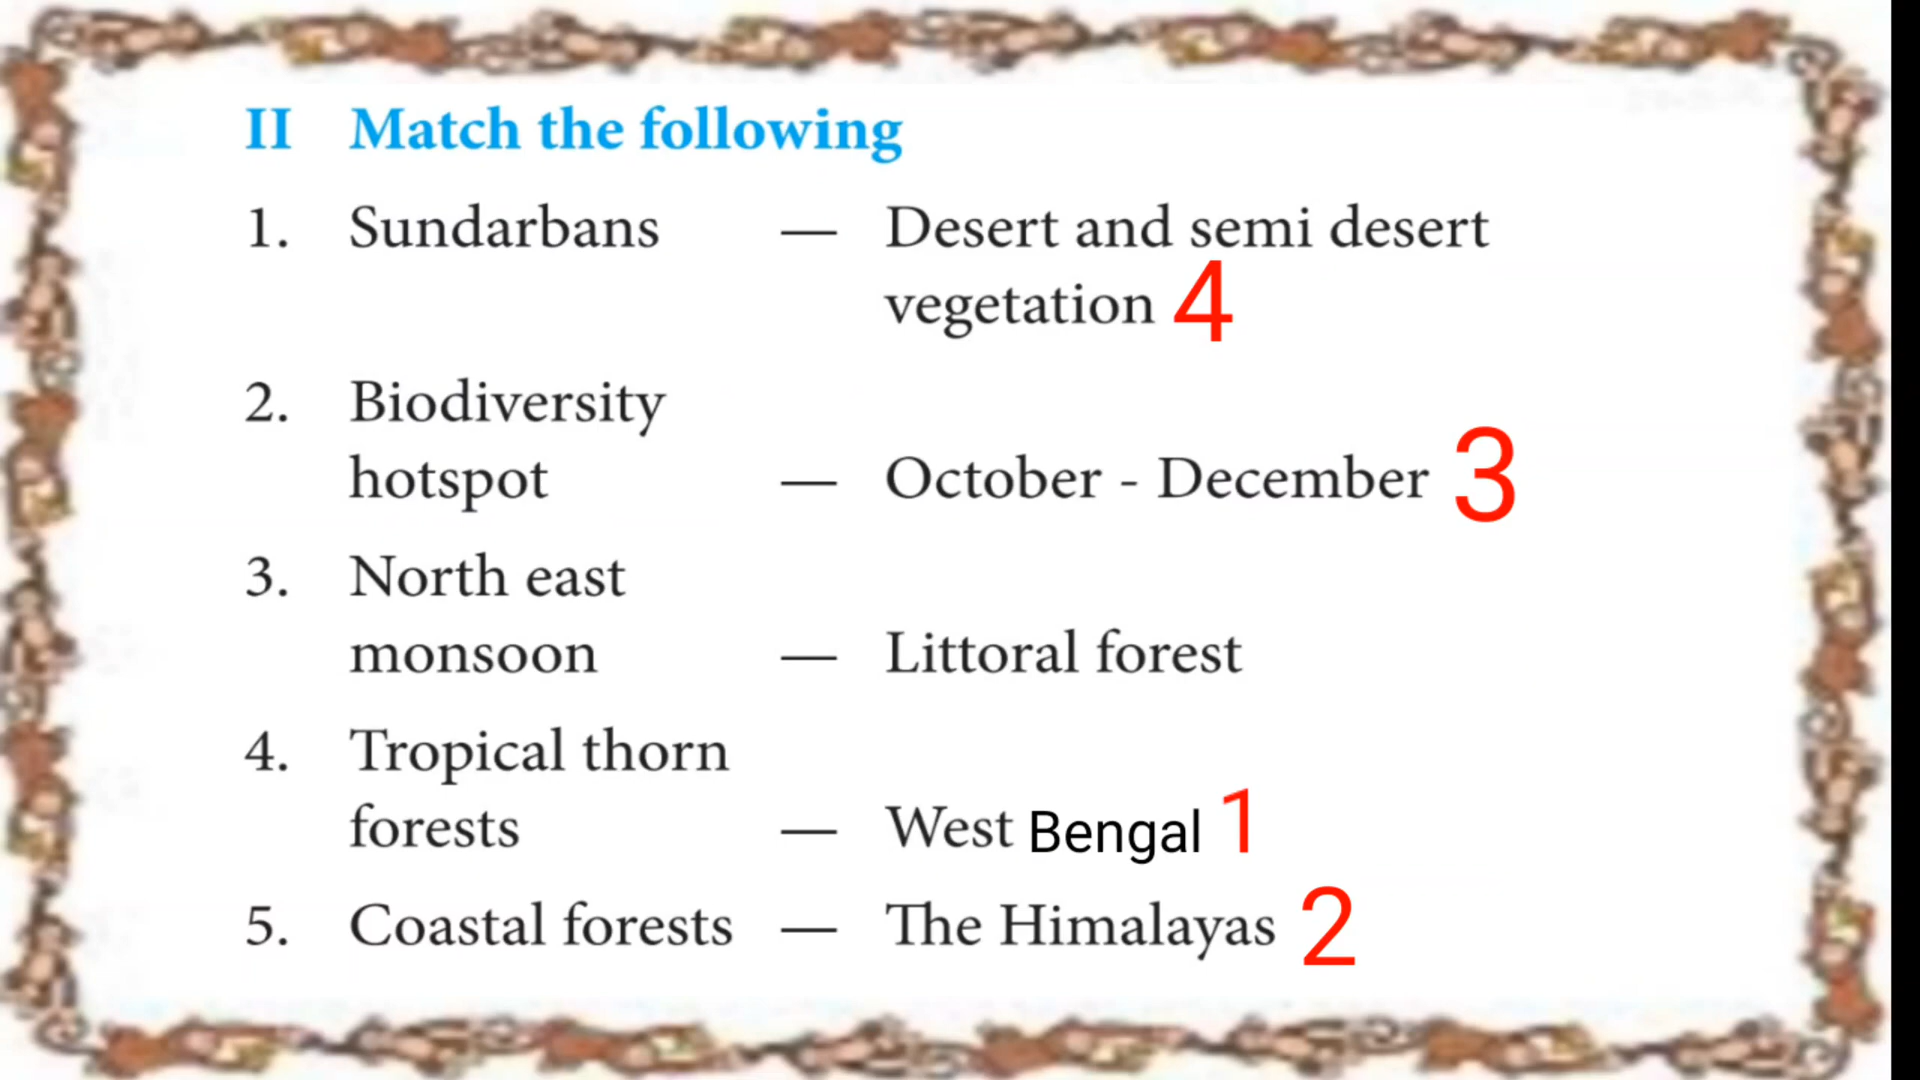 II Match the following
1. Sundarbans — Desert and semi desert
vegetation 4
2. Biodiversity
hotspot — October - December 3
3. North east
monsoon — Littoral forest
4. Tropical thorn
forests — West Bengal 1
5. Coastal forests — The Himalayas 2